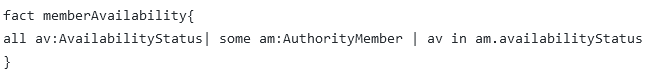 fact memberAvailability{
all av:AvailabilityStatus| some am:AuthorityMember | av in am.availabilityStatus
}